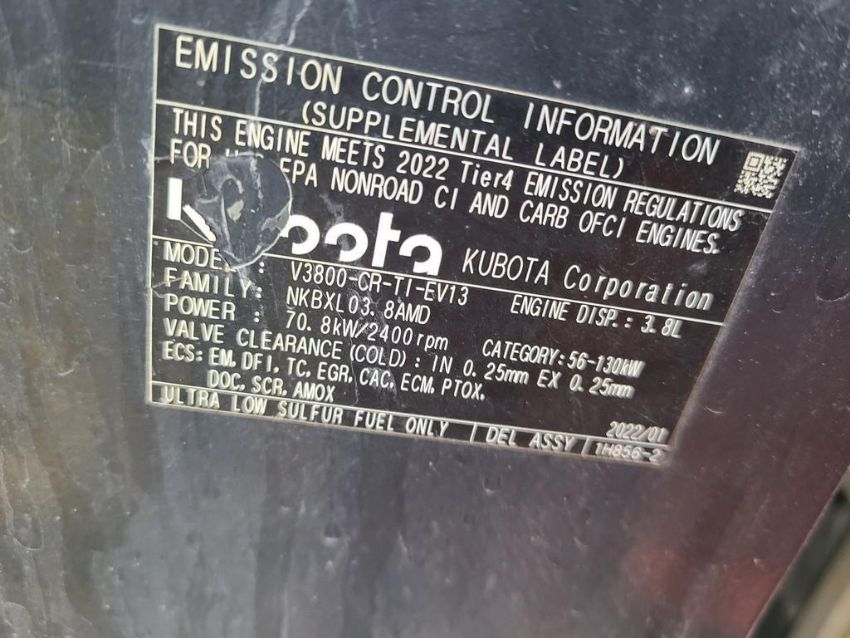 EMISSION CONTROL INFORMATION
(SUPPLEMENTAL LABEL)
THIS ENGINE MEETS 2022 Tier4 EMISSION REGULATIONS
FOR EPA NONROAD CI AND CARB OFCI ENGINES.
Kubota KUBOTA Corporation
MODEL : V3800-CR-TI-EV13 ENGINE DISP.: 3.8L
FAMILY: NKBXL03.8AMD
POWER : 70.8kW/2400rpm CATEGORY:56-130kW
VALVE CLEARANCE(COLD): IN 0.25mm EX 0.25mm
ECS: EM, DFI, TC, EGR, CAC, ECM, PTOX,
DOC, SCR, AMOX
2022/01
ULTRA LOW SULFUR FUEL ONLY DEL ASSY 1H856-2